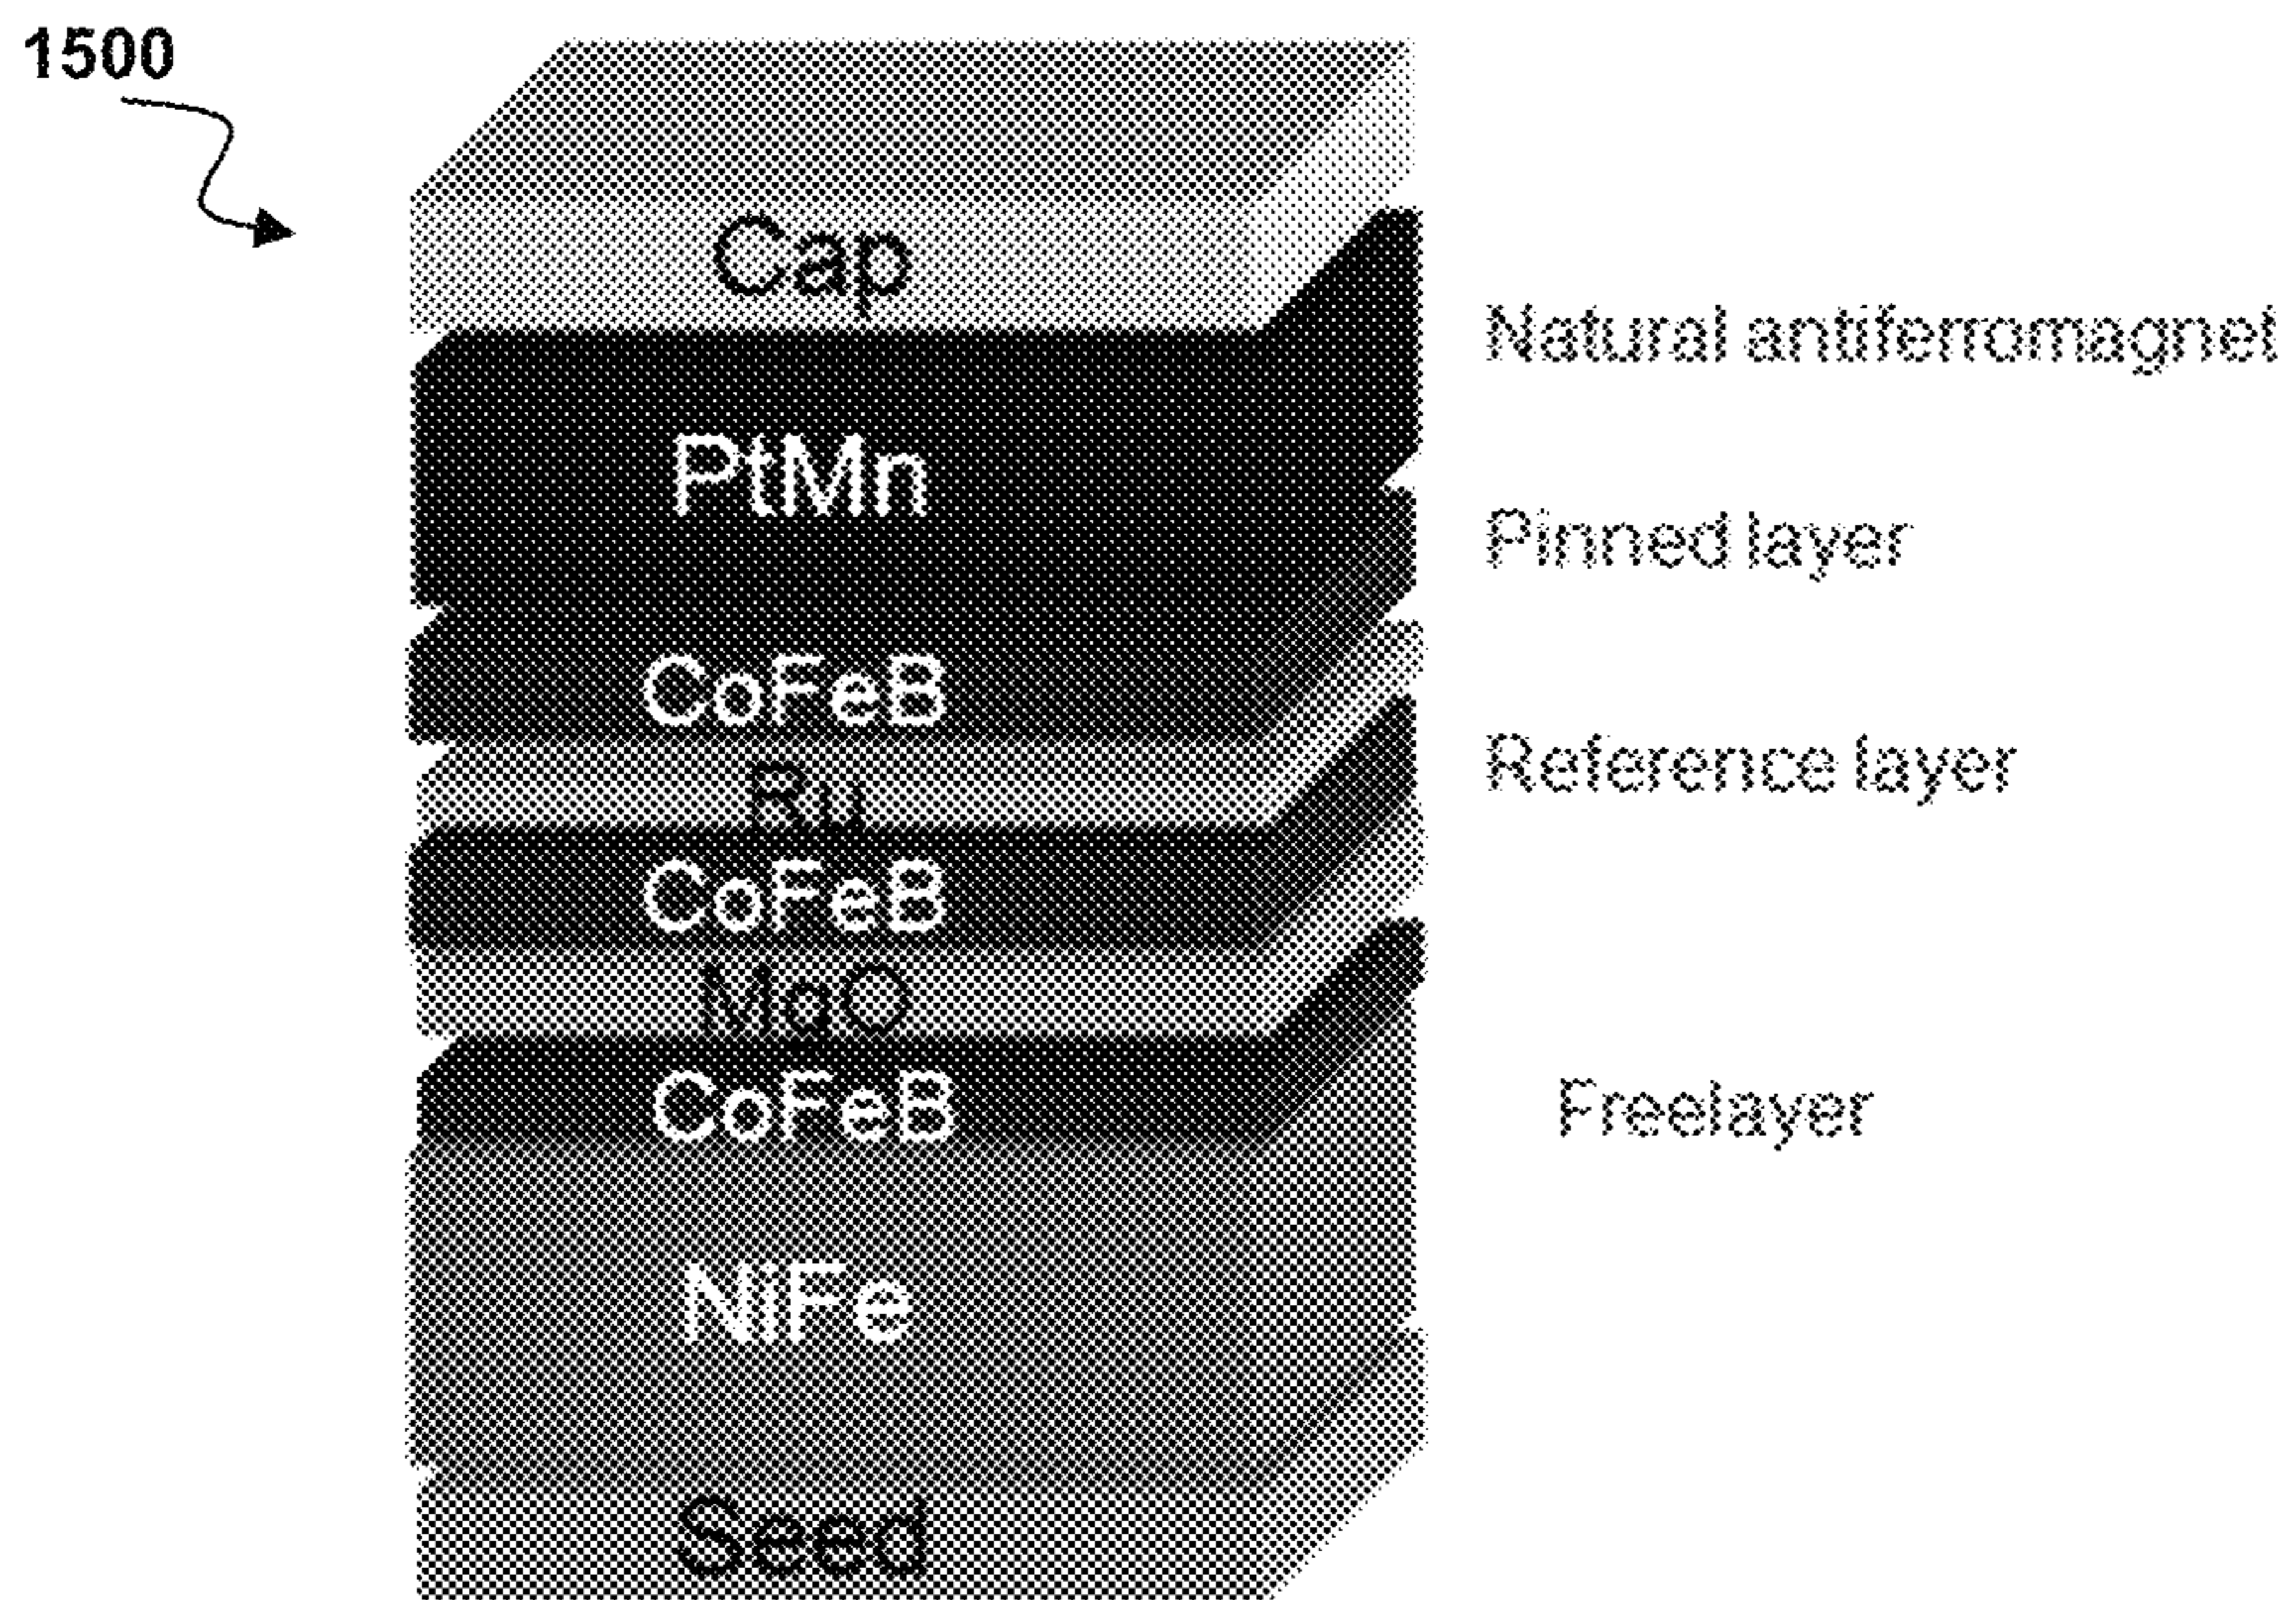 1500
Cap
Natural antiferromagnet
PtMn
Pinned layer
CoFeB
Reference layer
Ru
CoFeB
MgO
CoFeB
Freelayer
NiFe
Seed